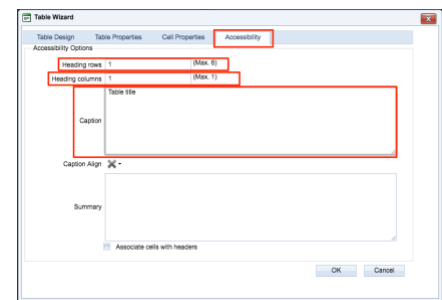 Table Wizard
Table Design Table Properties Cell Properties Accessibility
Accessibility Options
Heading rows 1 (Max. 6)
Heading columns 1 (Max. 1)
Caption Table title
Caption Align
Summary
Associate cells with headers
OK Cancel